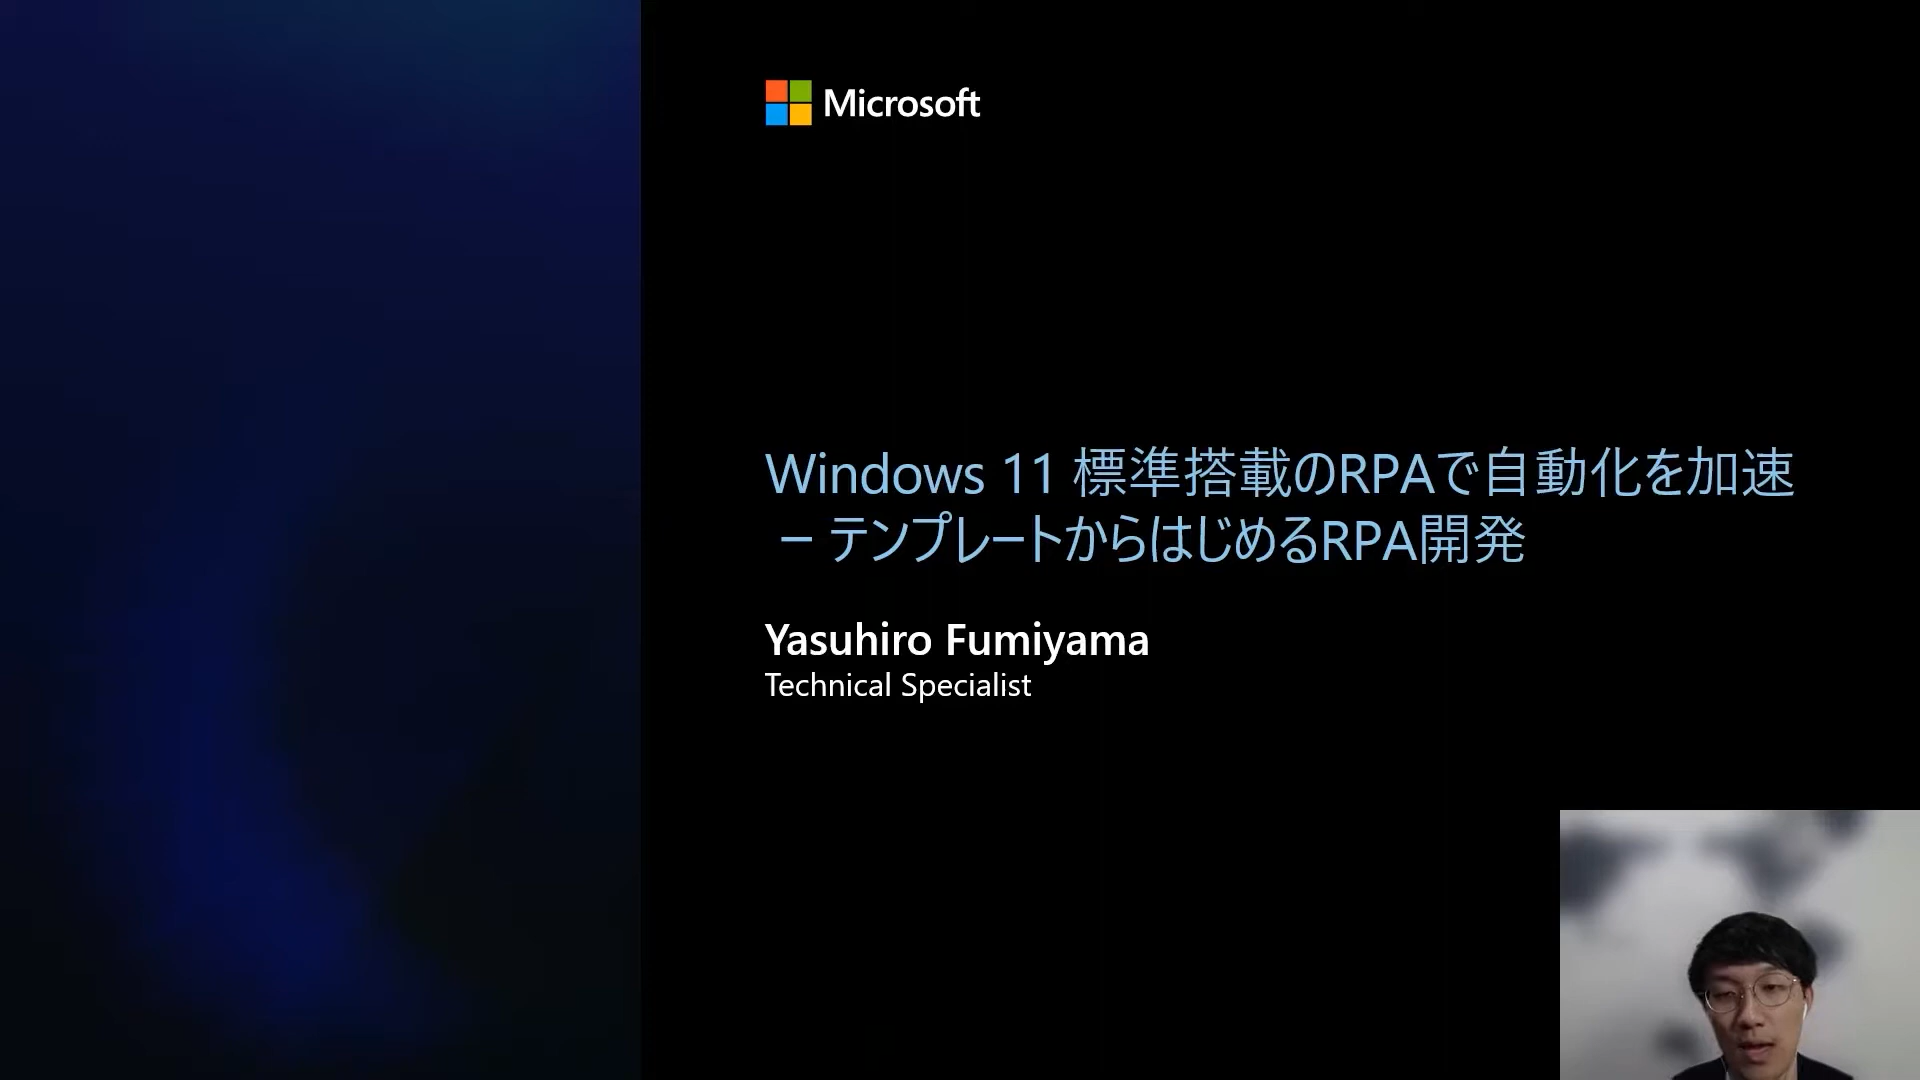 Microsoft
Windows 11 標準搭載のRPAで自動化を加速
– テンプレートからはじめるRPA開発
Yasuhiro Fumiyama
Technical Specialist